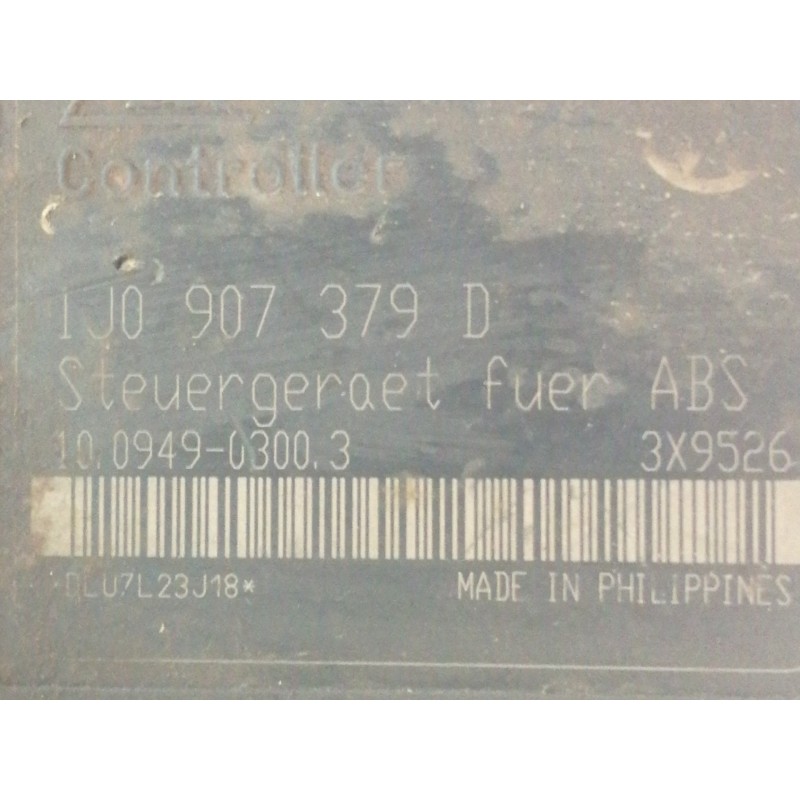 Controller
1J0 907 379 D
Steuergeraet fuer ABS
10.0949-0300.3 3X9526
*DLU7L23J18*
MADE IN PHILIPPINES